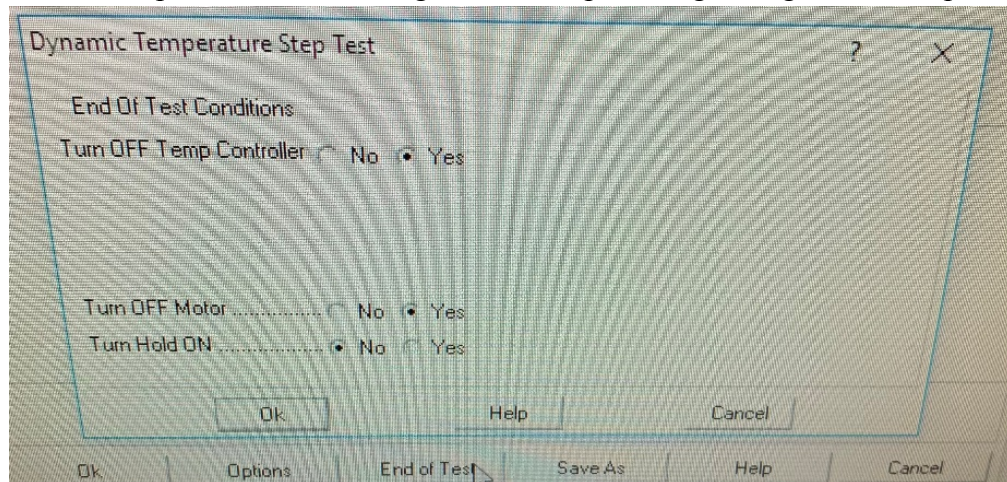 Dynamic Temperature Step Test ? X
End Of Test Conditions
Turn OFF Temp Controller No Yes
Turn OFF Motor ................ No Yes
Turn Hold ON ................... No Yes
Ok Help Cancel
Ok Options End of Test Save As Help Cancel